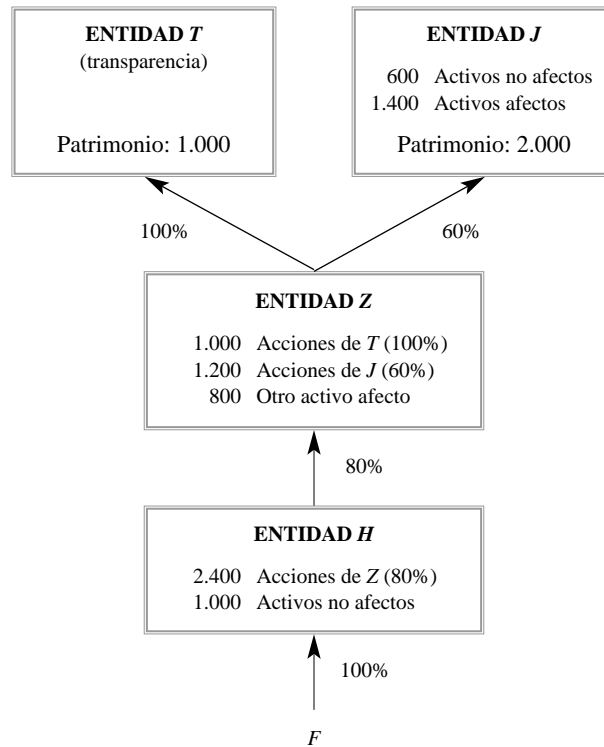 ENTIDAD T
(transparencia)
Patrimonio: 1.000
ENTIDAD J
600 Activos no afectos
1.400 Activos afectos
Patrimonio: 2.000
100%
60%
ENTIDAD Z
1.000 Acciones de T (100%)
1.200 Acciones de J (60%)
800 Otro activo afecto
80%
ENTIDAD H
2.400 Acciones de Z (80%)
1.000 Activos no afectos
100%
F